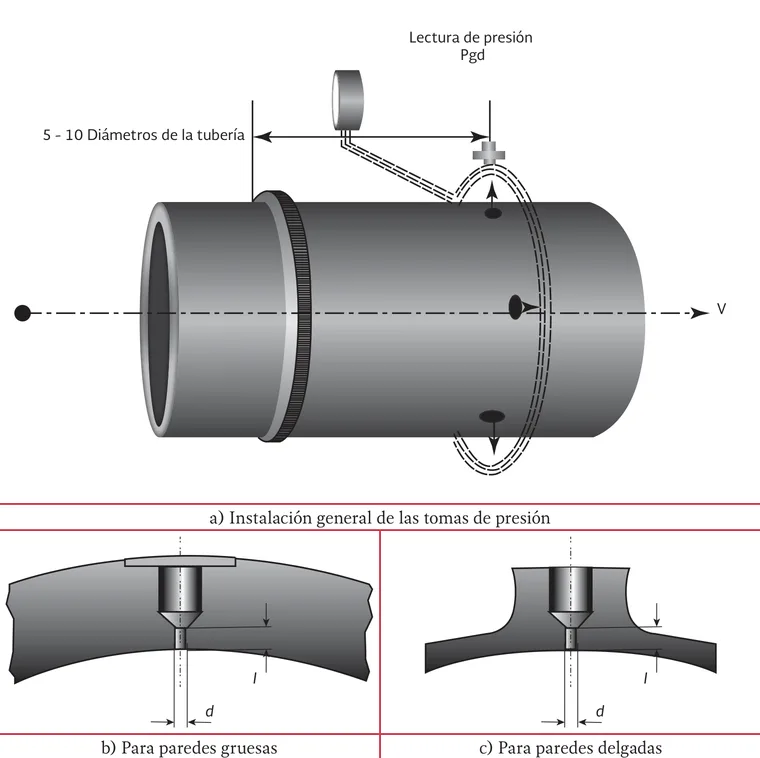 Lectura de presión
Pgd
5 - 10 Diámetros de la tubería
V
a) Instalación general de las tomas de presión
l
d
l
d
b) Para paredes gruesas
c) Para paredes delgadas